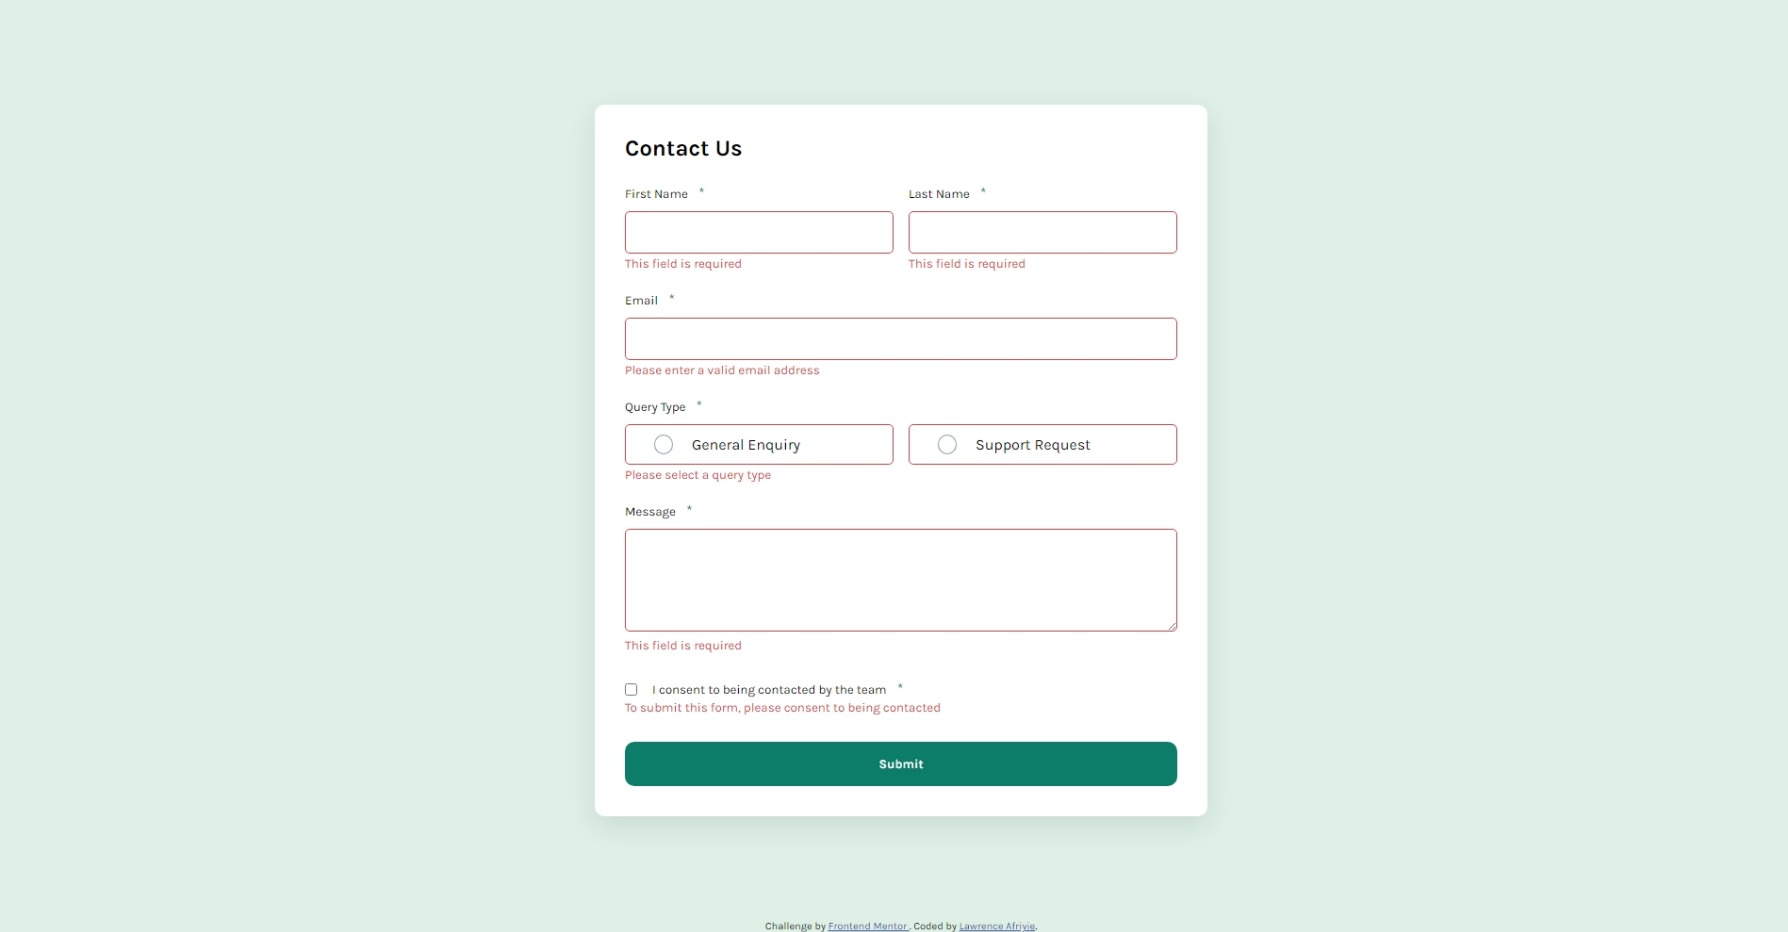 Contact Us
First Name *
Last Name *
This field is required
This field is required
Email *
Please enter a valid email address
Query Type *
General Enquiry
Support Request
Please select a query type
Message *
This field is required
I consent to being contacted by the team *
To submit this form, please consent to being contacted
Submit
Challenge by Frontend Mentor . Coded by Lawrence Afriyie.